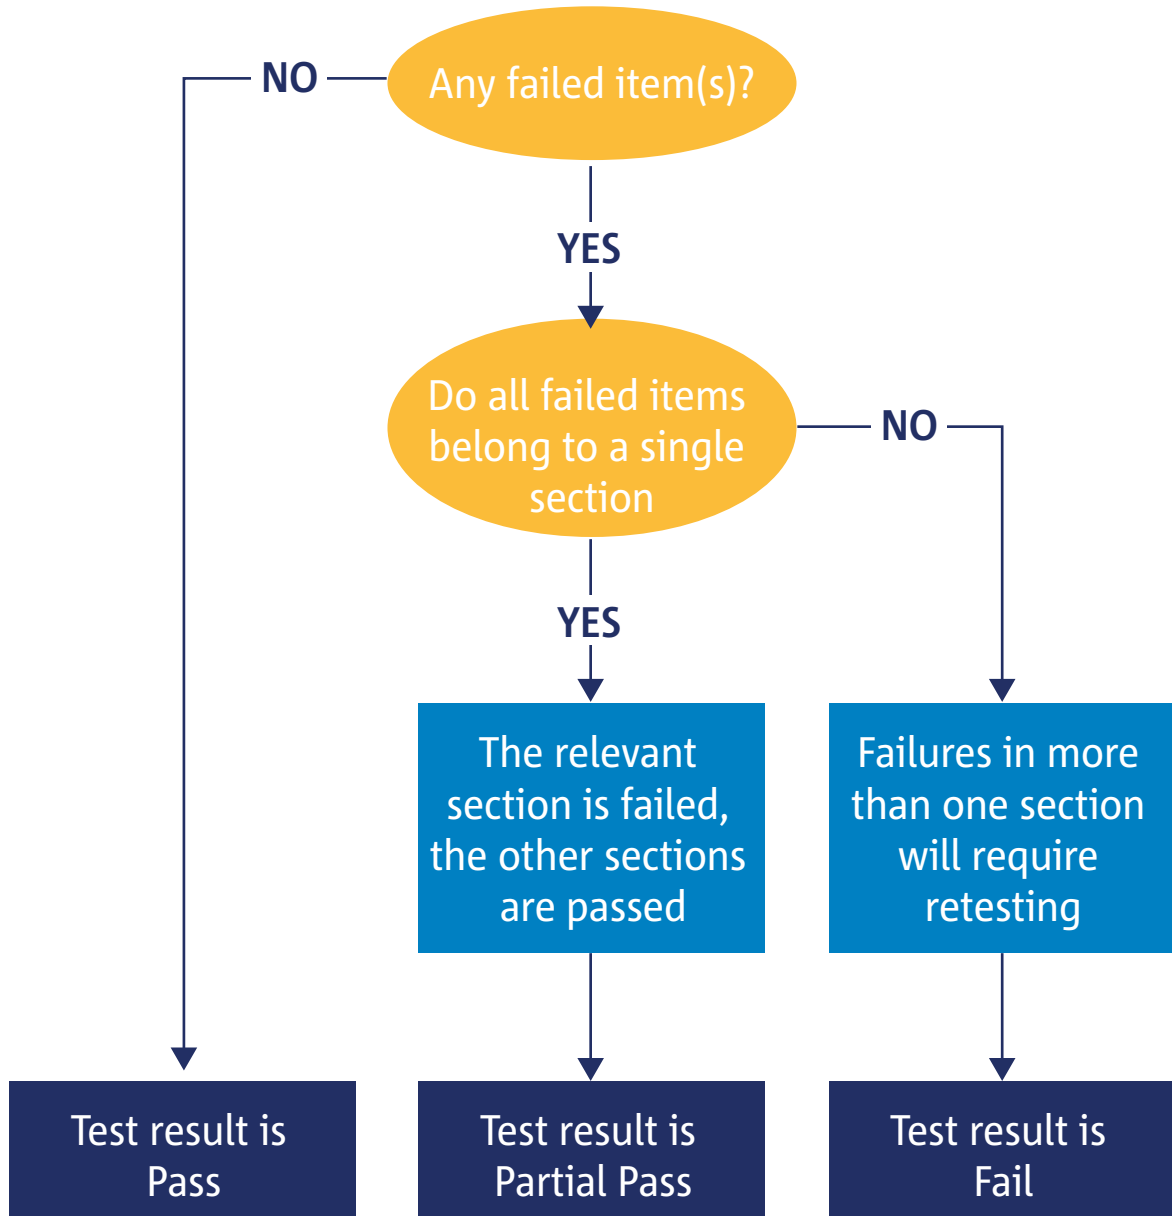 Any failed item(s)?
NO
YES
Do all failed items
belong to a single
section
NO
YES
The relevant
section is failed,
the other sections
are passed
Failures in more
than one section
will require
retesting
Test result is
Pass
Test result is
Partial Pass
Test result is
Fail